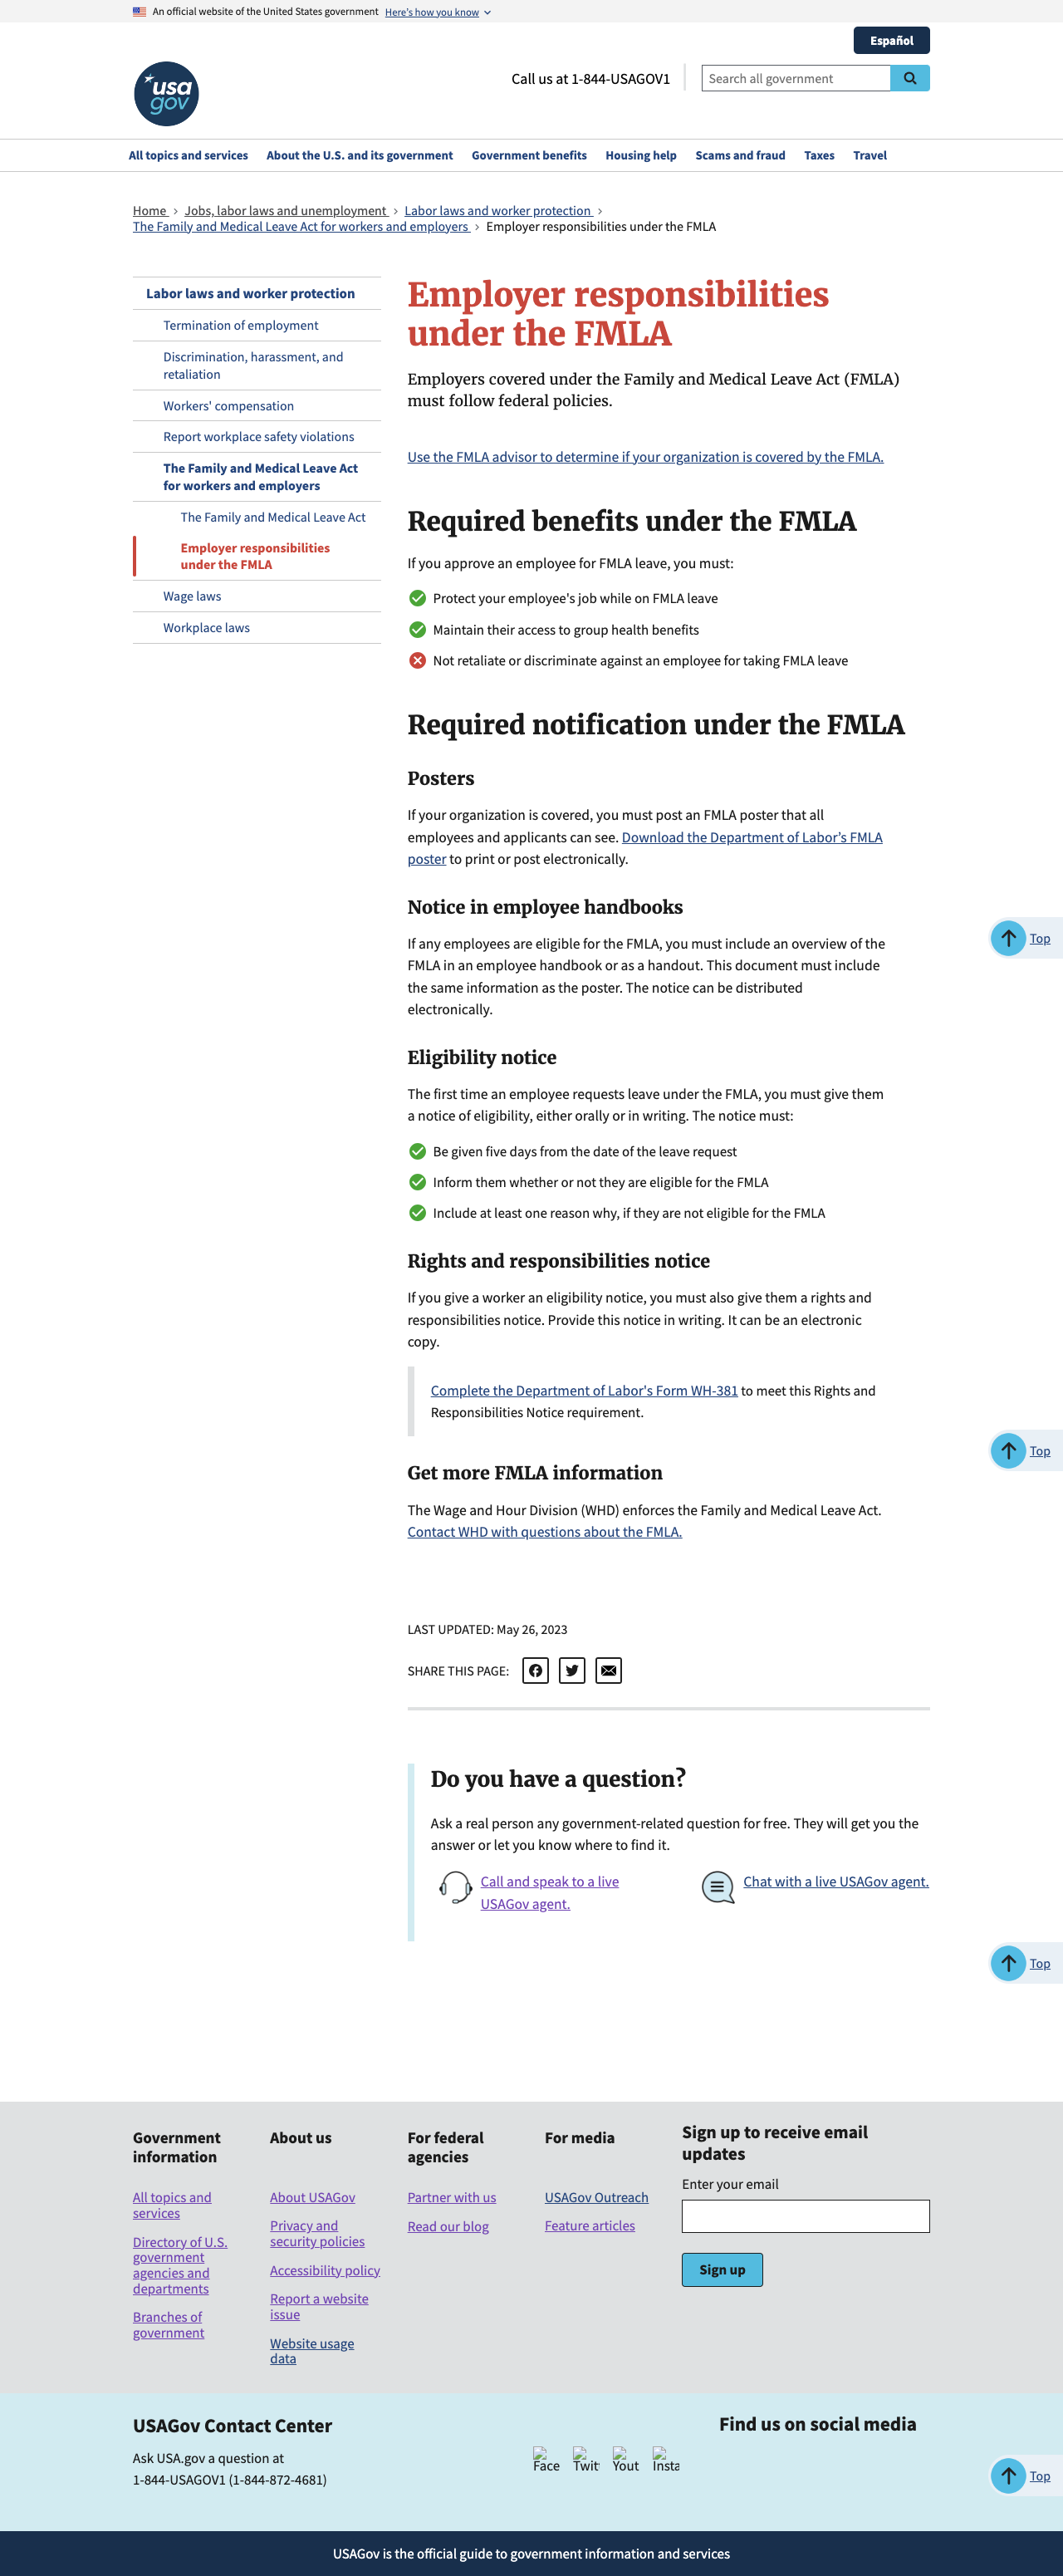 An official website of the United States government Here's how you know
Español
usa
gov
Call us at 1-844-USAGOV1
Search all government
All topics and services About the U.S. and its government Government benefits Housing help Scams and fraud Taxes Travel
Home Jobs, labor laws and unemployment Labor laws and worker protection
The Family and Medical Leave Act for workers and employers Employer responsibilities under the FMLA
Labor laws and worker protection
Termination of employment
Discrimination, harassment, and
retaliation
Workers' compensation
Report workplace safety violations
The Family and Medical Leave Act
for workers and employers
The Family and Medical Leave Act
Employer responsibilities
under the FMLA
Wage laws
Workplace laws
Employer responsibilities
under the FMLA
Employers covered under the Family and Medical Leave Act (FMLA)
must follow federal policies.
Use the FMLA advisor to determine if your organization is covered by the FMLA.
Required benefits under the FMLA
If you approve an employee for FMLA leave, you must:
Protect your employee's job while on FMLA leave
Maintain their access to group health benefits
Not retaliate or discriminate against an employee for taking FMLA leave
Required notification under the FMLA
Posters
If your organization is covered, you must post an FMLA poster that all
employees and applicants can see. Download the Department of Labor’s FMLA
poster to print or post electronically.
Notice in employee handbooks
If any employees are eligible for the FMLA, you must include an overview of the
FMLA in an employee handbook or as a handout. This document must include
the same information as the poster. The notice can be distributed
electronically.
Top
Eligibility notice
The first time an employee requests leave under the FMLA, you must give them
a notice of eligibility, either orally or in writing. The notice must:
Be given five days from the date of the leave request
Inform them whether or not they are eligible for the FMLA
Include at least one reason why, if they are not eligible for the FMLA
Rights and responsibilities notice
If you give a worker an eligibility notice, you must also give them a rights and
responsibilities notice. Provide this notice in writing. It can be an electronic
copy.
Complete the Department of Labor's Form WH-381 to meet this Rights and
Responsibilities Notice requirement.
Top
Get more FMLA information
The Wage and Hour Division (WHD) enforces the Family and Medical Leave Act.
Contact WHD with questions about the FMLA.
LAST UPDATED: May 26, 2023
SHARE THIS PAGE:
Do you have a question?
Ask a real person any government-related question for free. They will get you the
answer or let you know where to find it.
Call and speak to a live
USAGov agent.
Chat with a live USAGov agent.
Top
Government
information
All topics and
services
Directory of U.S.
government
agencies and
departments
Branches of
government
About us
About USAGov
Privacy and
security policies
Accessibility policy
Report a website
issue
Website usage
data
For federal
agencies
Partner with us
Read our blog
For media
USAGov Outreach
Feature articles
Sign up to receive email
updates
Enter your email
Sign up
USAGov Contact Center
Ask USA.gov a question at
1-844-USAGOV1 (1-844-872-4681)
Find us on social media
Face Twit Yout Insta
Top
USAGov is the official guide to government information and services